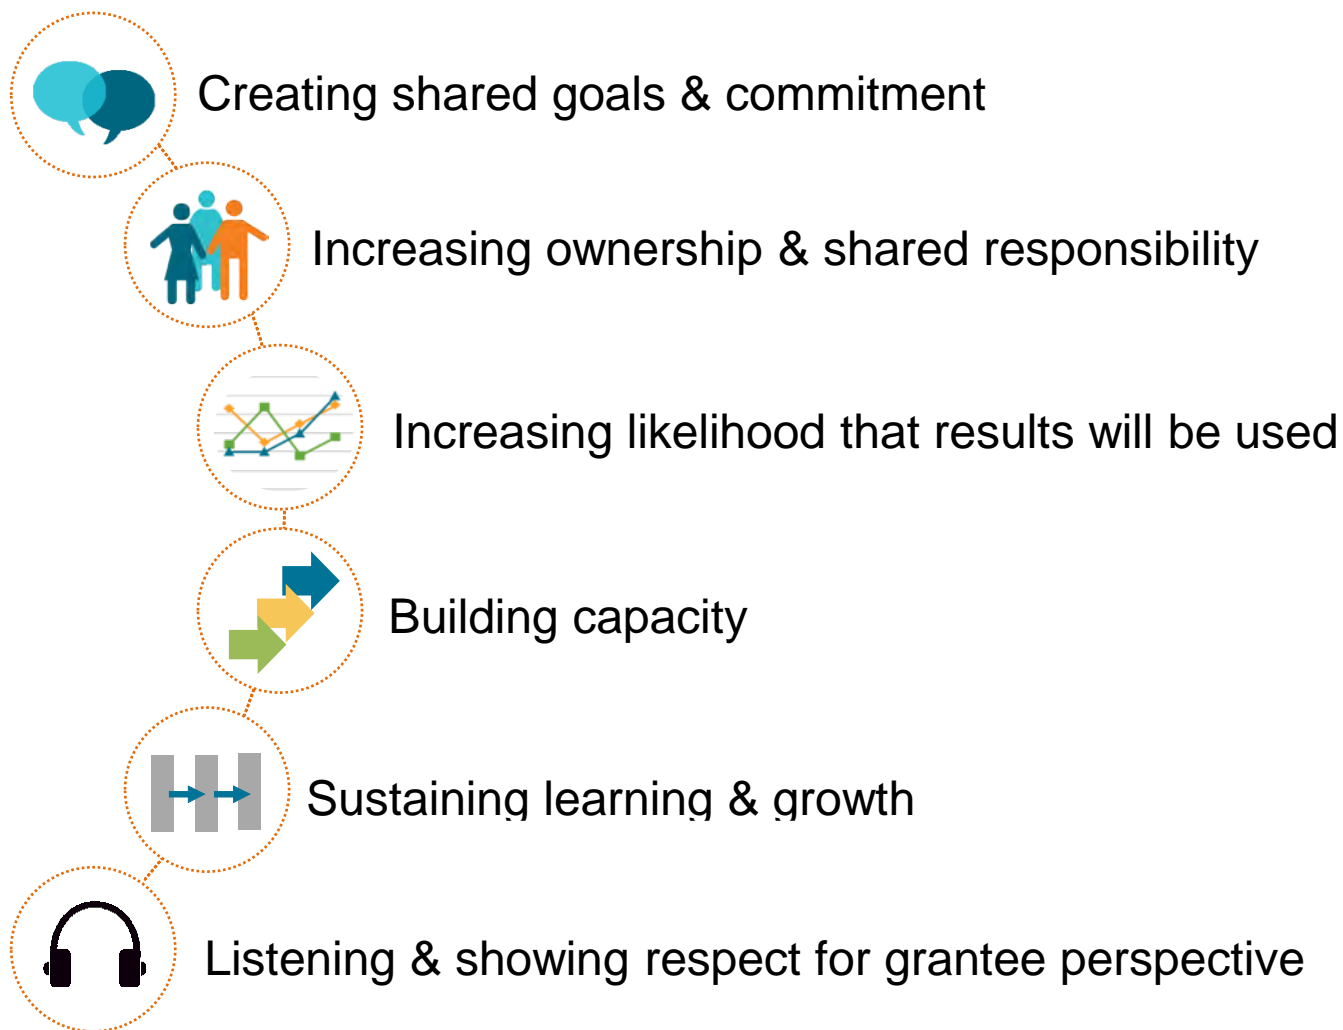 Creating shared goals & commitment
Increasing ownership & shared responsibility
Increasing likelihood that results will be used
Building capacity
Sustaining learning & growth
Listening & showing respect for grantee perspective